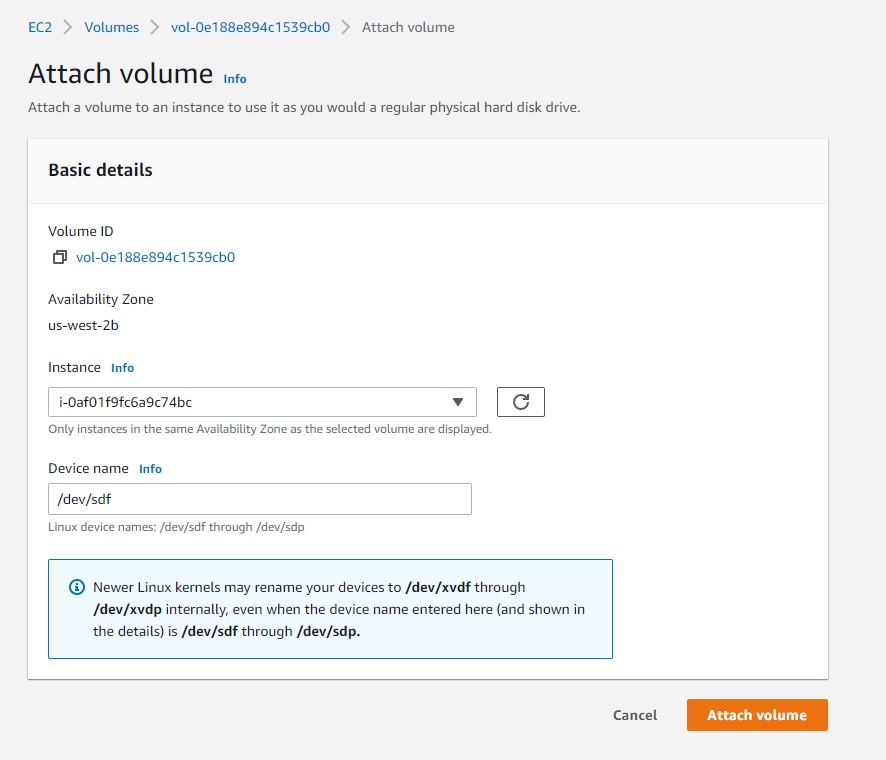 EC2 Volumes vol-0e188e894c1539cb0 Attach volume
Attach volume Info
Attach a volume to an instance to use it as you would a regular physical hard disk drive.
Basic details
Volume ID
vol-0e188e894c1539cb0
Availability Zone
us-west-2b
Instance Info
i-0af01f9fc6a9c74bc
Only instances in the same Availability Zone as the selected volume are displayed.
Device name Info
/dev/sdf
Linux device names: /dev/sdf through /dev/sdp
Newer Linux kernels may rename your devices to /dev/xvdf through
/dev/xvdp internally, even when the device name entered here (and shown in
the details) is /dev/sdf through /dev/sdp.
Cancel Attach volume